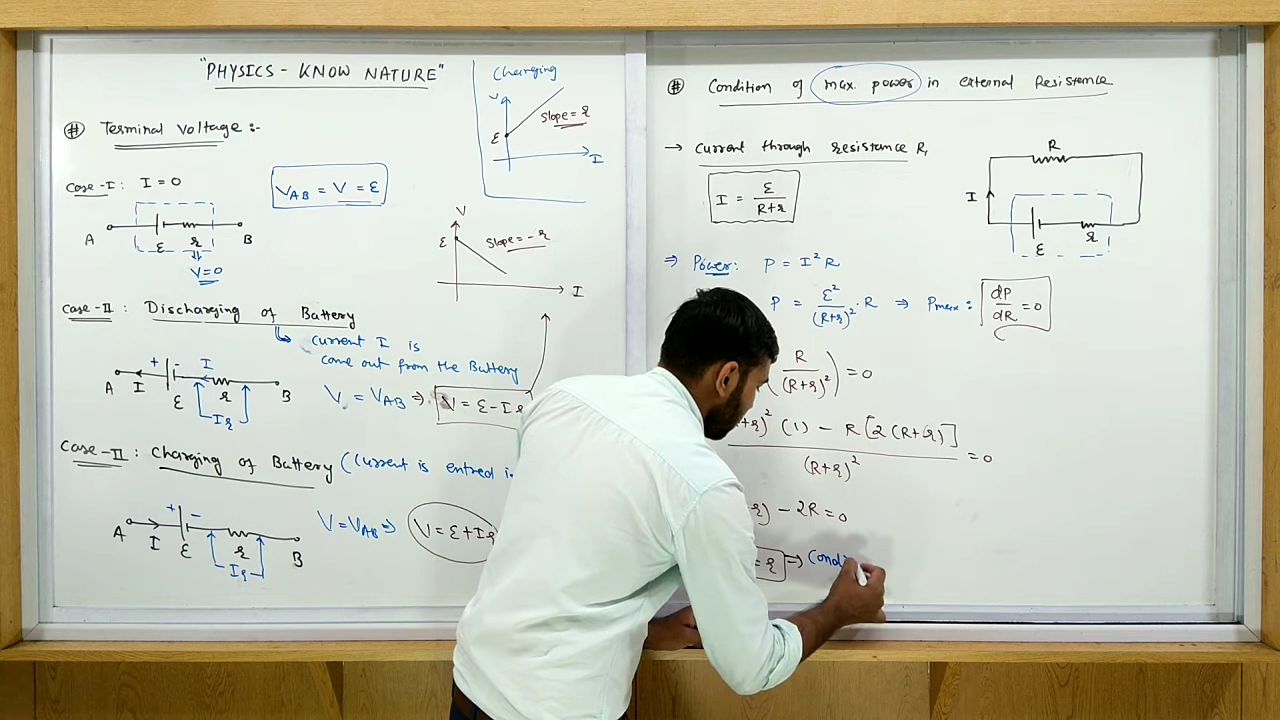 "PHYSICS - KNOW NATURE"
# Terminal Voltage :-
Case-I : I = 0
V_AB = V = ε
A
ε
r
B
V=0
Charging
V
ε
Slope = r
I
V
ε
Slope = -r
I
Case-II : Discharging of Battery
current I is
come out from the Battery
A
I
+
-
ε
I
r
B
Ir
V = V_AB ⇒ V = ε - Ir
Case-II : Charging of Battery (Current is entred
A
I
+
-
ε
r
B
Ir
V = V_AB ⇒ V = ε + Ir
# Condition of max. power in external Resistance
→ Current through resistance R,
I = ε/(R+r)
R
I
ε
r
⇒ Power : P = I² R
P = ε²/(R+r)² · R ⇒ Pmax : dP/dR = 0
(R/(R+r)²) = 0
+r)² (1) - R[2(R+r)]
(R+r)²
= 0
r) - 2R = 0
= r → Condi